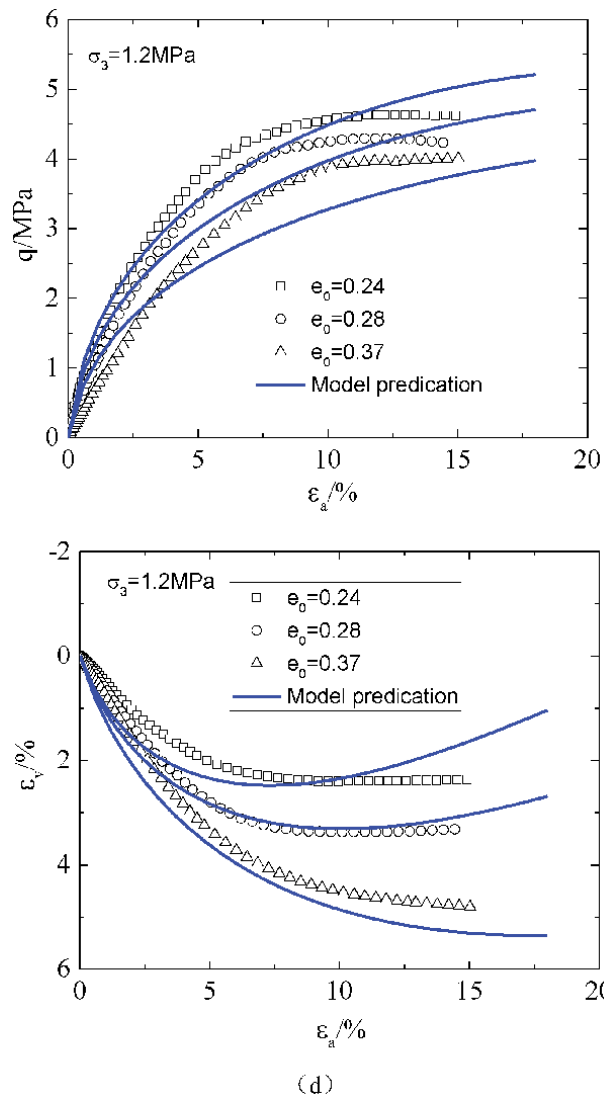 6
σ₃=1.2MPa
5
4
3
2
1
0
q/MPa
e₀=0.24
e₀=0.28
e₀=0.37
Model predication
0 5 10 15 20
εₐ/%
-2
σ₃=1.2MPa
e₀=0.24
e₀=0.28
e₀=0.37
Model predication
0
2
4
6
εᵥ/%
0 5 10 15 20
εₐ/%
(d)